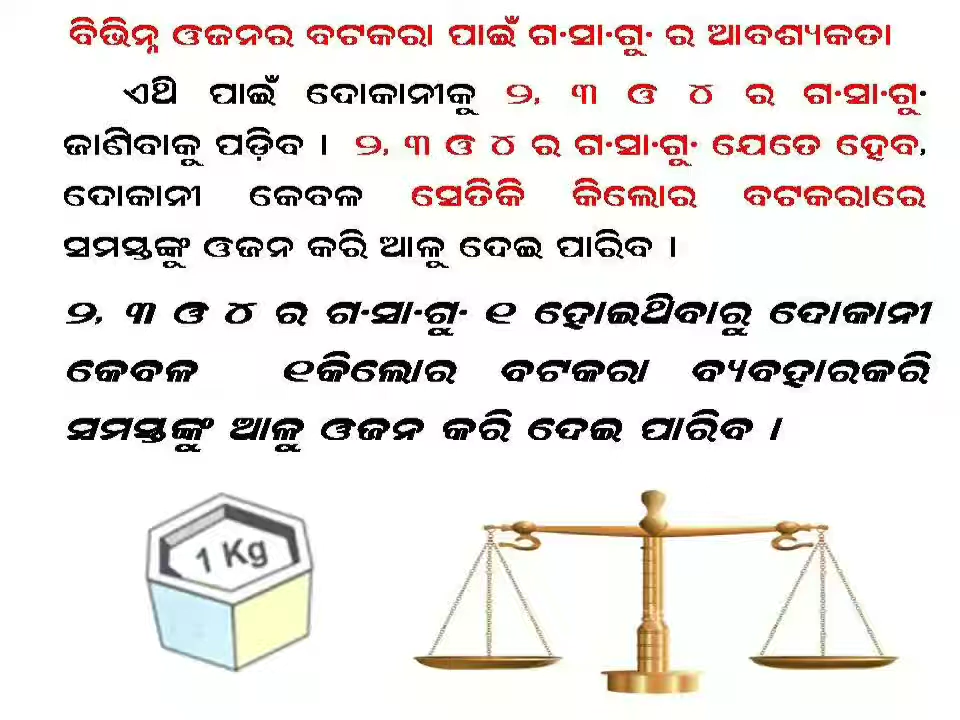 ବିଭିନ୍ନ ଓଜନର ବଟକରା ପାଇଁ ଗ.ସା.ଗୁ. ର ଆବଶ୍ୟକତା
ଏଥି ପାଇଁ ଦୋକାନୀକୁ ୨, ୩ ଓ ୪ ର ଗ.ସା.ଗୁ.
ଜାଣିବାକୁ ପଡ଼ିବ । ୨, ୩ ଓ ୪ ର ଗ.ସା.ଗୁ. ଯେତେ ହେବ,
ଦୋକାନୀ କେବଳ ସେତିକି କିଲୋର ବଟକରାରେ
ସମସ୍ତଙ୍କୁ ଓଜନ କରି ଆଳୁ ଦେଇ ପାରିବ ।
୨, ୩ ଓ ୪ ର ଗ.ସା.ଗୁ. ୧ ହୋଇଥିବାରୁ ଦୋକାନୀ
କେବଳ ୧କିଲୋର ବଟକରା ବ୍ୟବହାରକରି
ସମସ୍ତଙ୍କୁ ଆଳୁ ଓଜନ କରି ଦେଇ ପାରିବ ।
1 Kg